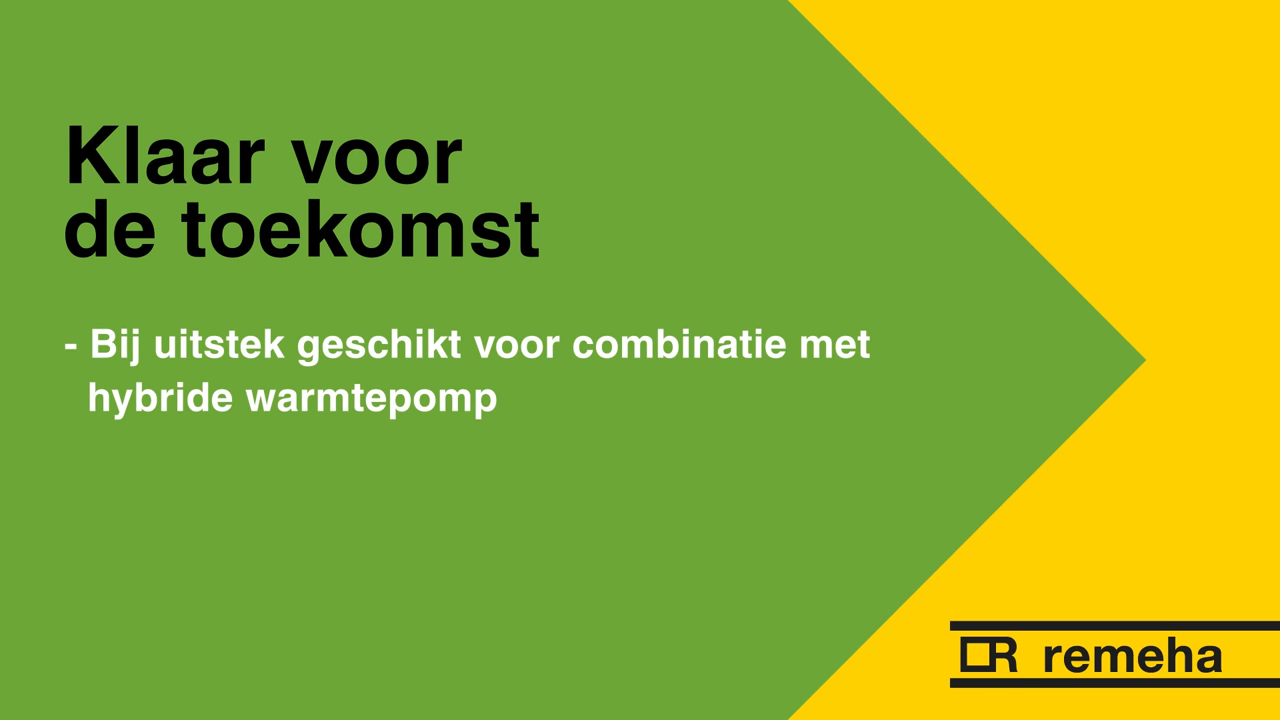 Klaar voor
de toekomst
- Bij uitstek geschikt voor combinatie met
hybride warmtepomp
remeha